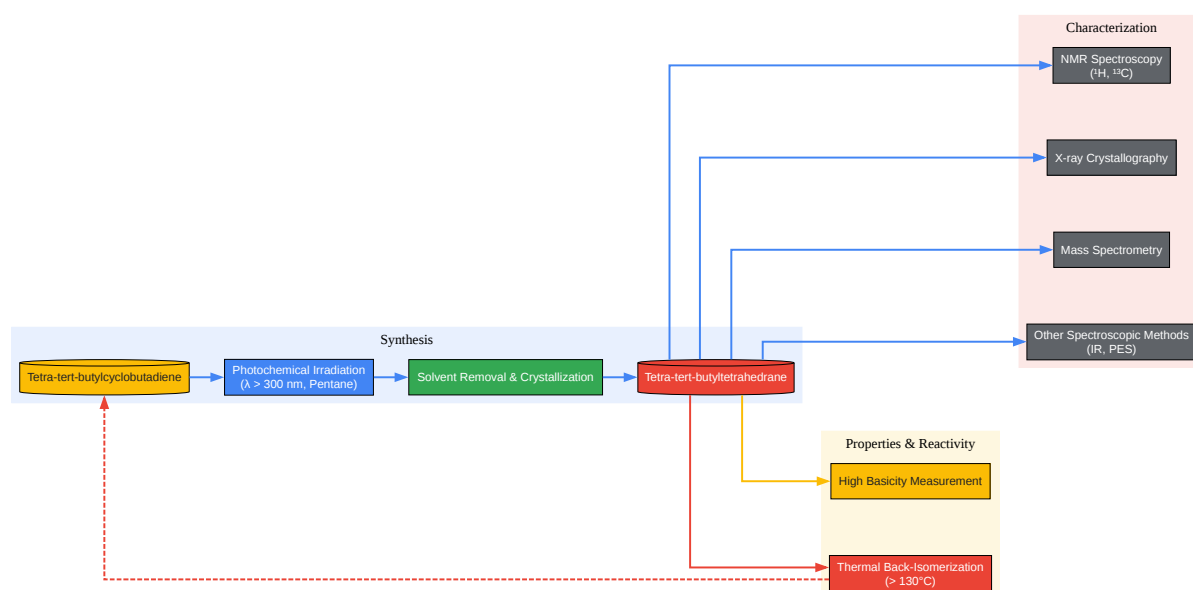 Characterization
NMR Spectroscopy
(¹H, ¹³C)
X-ray Crystallography
Mass Spectrometry
Other Spectroscopic Methods
(IR, PES)
Synthesis
Tetra-tert-butylcyclobutadiene
Photochemical Irradiation
(λ > 300 nm, Pentane)
Solvent Removal & Crystallization
Tetra-tert-butyltetrahedrane
Properties & Reactivity
High Basicity Measurement
Thermal Back-Isomerization
(> 130°C)